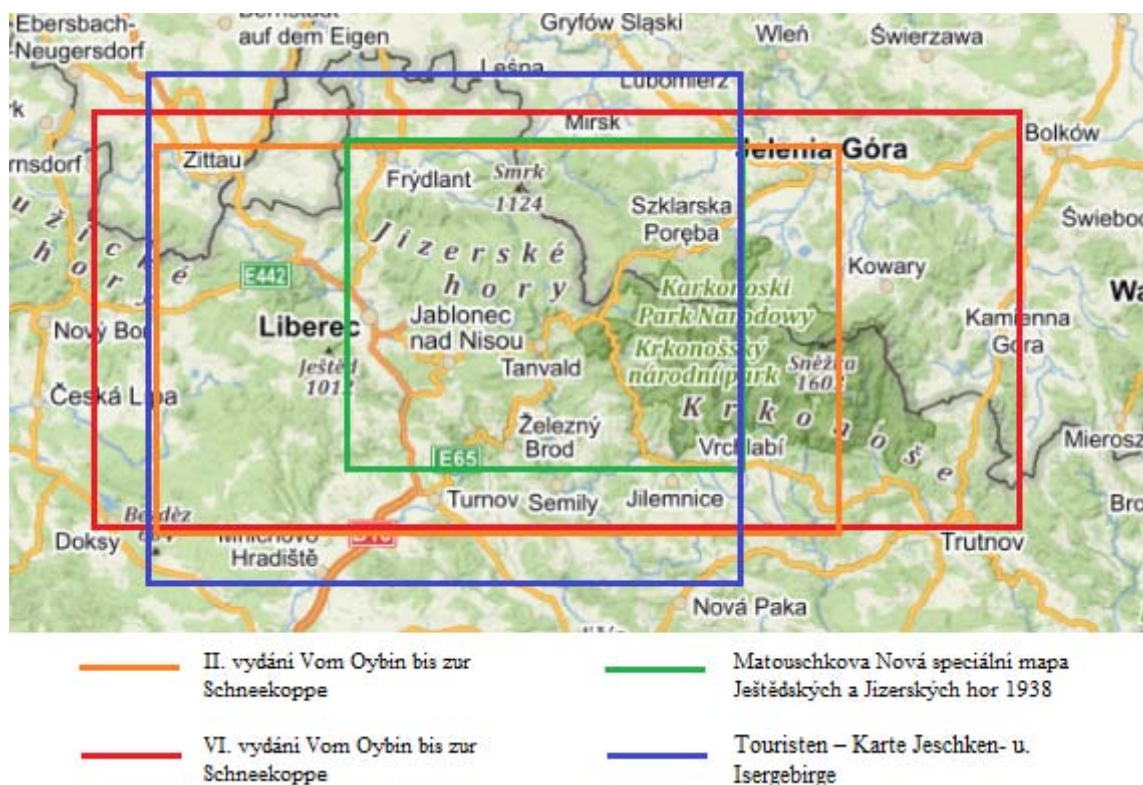 Ebersbach-
Neugersdorf
auf dem Eigen
Gryfów Śląski
Wleń
Świerzawa
Leśna
Lubomierz
Mirsk
Bolków
Zittau
Jelenia Góra
Frýdlant
Smrk
1124
Szklarska
Poręba
Jizerské
hory
Kowary
E442
Karkonoski
Park Narodowy
Nový Bor
Liberec
Jablonec
nad Nisou
Kamienna
Góra
Krkonošský
národní park
Ještěd
1012
Tanvald
Sněžka
Česká Lípa
Krkonoše
Železný
Brod
Vrchlabí
E65
Turnov
Semily
Jilemnice
Doksy
Hradiště
Trutnov
Nová Paka
II. vydání Vom Oybin bis zur
Schneekoppe
Matouschkova Nová speciální mapa
Ještědských a Jizerských hor 1938
VI. vydání Vom Oybin bis zur
Schneekoppe
Touristen – Karte Jeschken- u.
Isergebirge